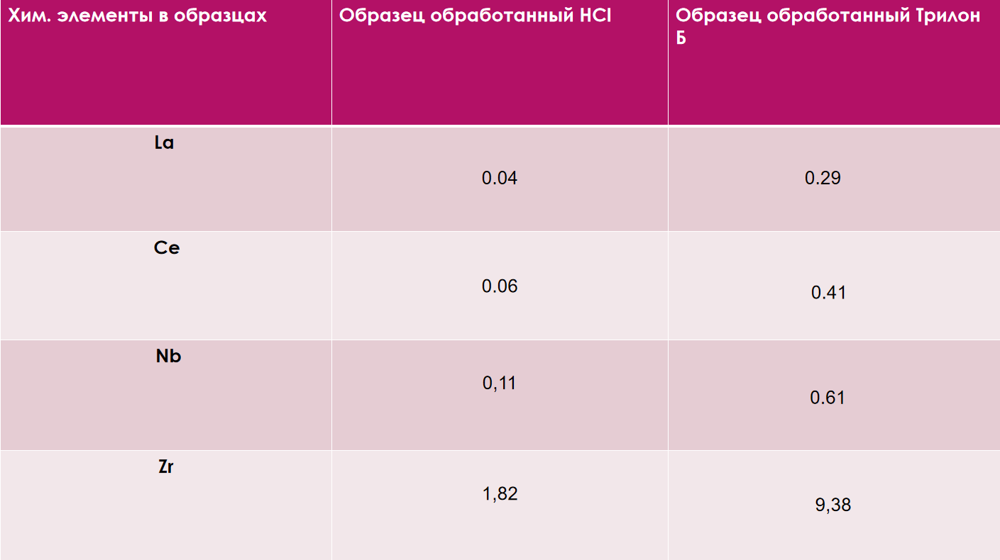 Хим. элементы в образцах
Образец обработанный HCl
Образец обработанный Трилон
Б
La
0.04
0.29
Ce
0.06
0.41
Nb
0,11
0.61
Zr
1,82
9,38